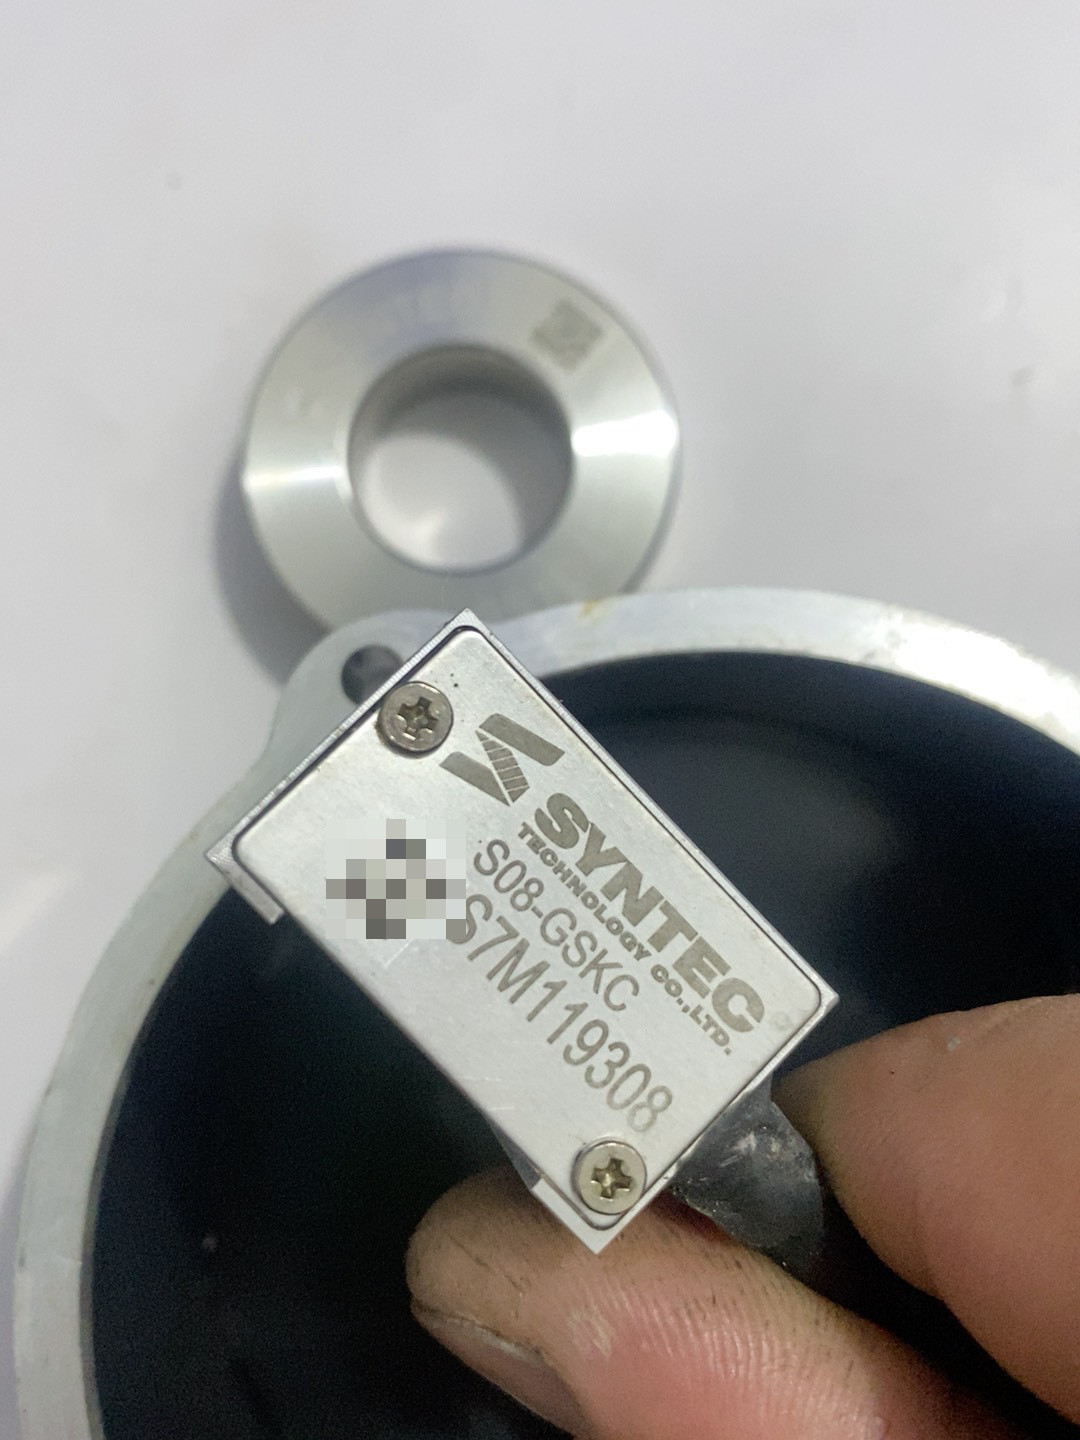 SYNTEC
TECHNOLOGY CO.,LTD.
S08-GSKC
S7M119308